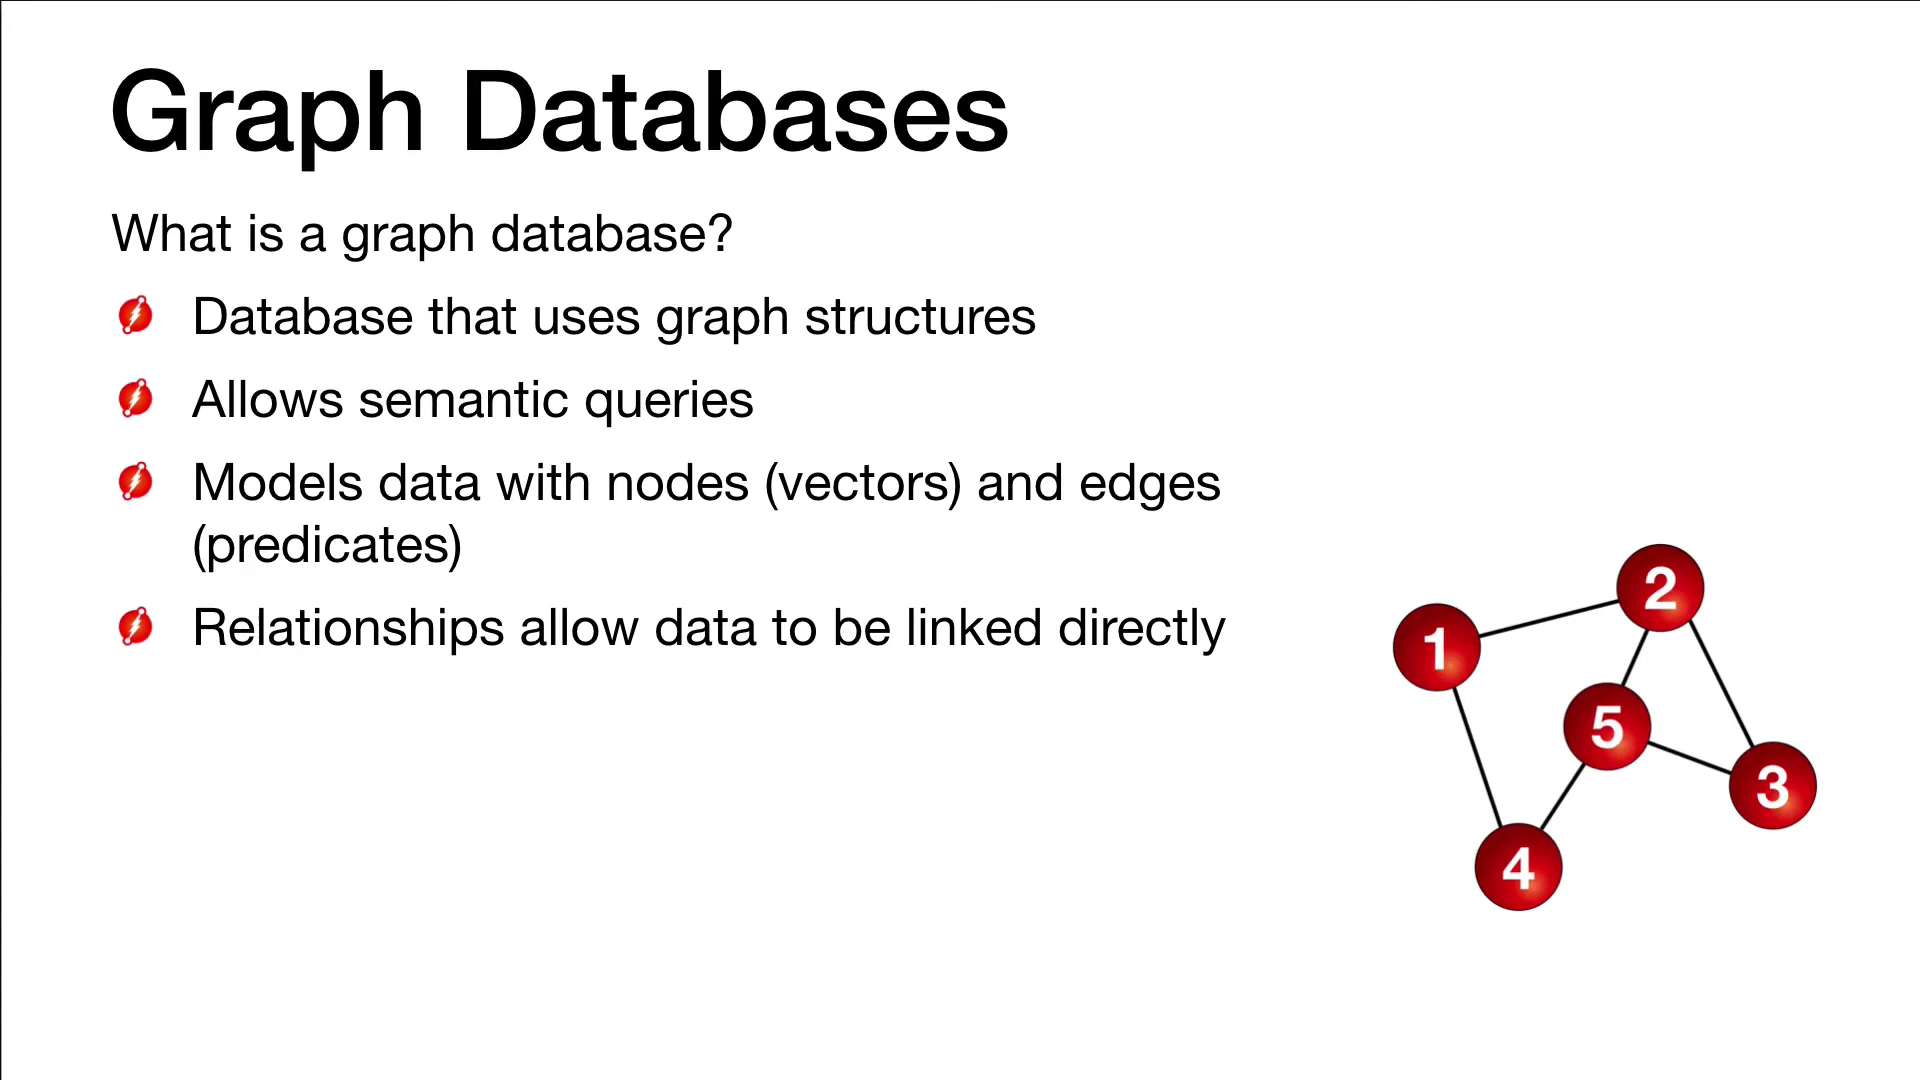 Graph Databases
What is a graph database?
Database that uses graph structures
Allows semantic queries
Models data with nodes (vectors) and edges
(predicates)
Relationships allow data to be linked directly
2
1
5
3
4